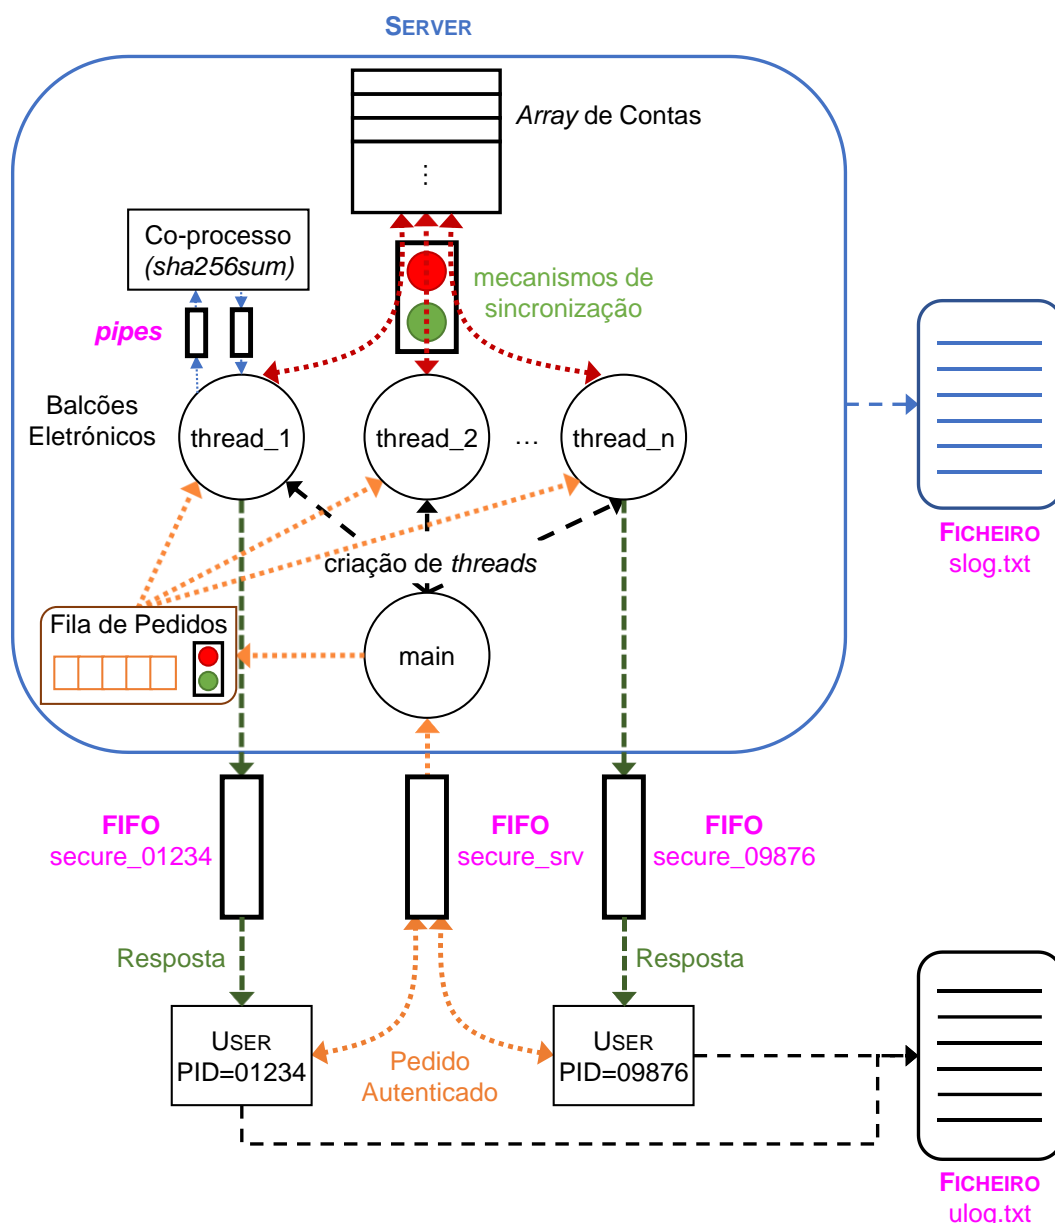 SERVER
Array de Contas
⋮
Co-processo
(sha256sum)
mecanismos de
sincronização
pipes
Balcões
Eletrónicos
thread_1
thread_2
…
thread_n
FICHEIRO
slog.txt
criação de threads
Fila de Pedidos
main
FIFO
secure_01234
FIFO
secure_srv
FIFO
secure_09876
Resposta
Resposta
USER
PID=01234
Pedido
Autenticado
USER
PID=09876
FICHEIRO
ulog.txt